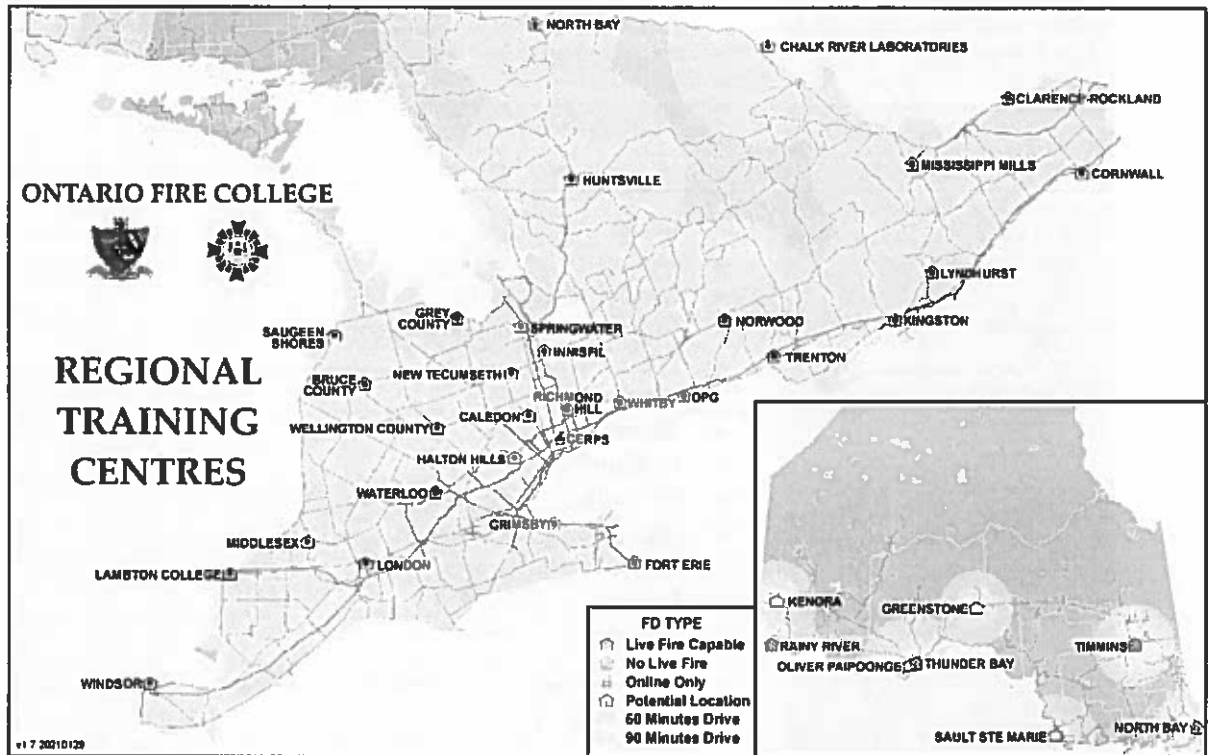 NORTH BAY
CHALK RIVER LABORATORIES
CLARENCE-ROCKLAND
MISSISSIPPI MILLS
HUNTSVILLE
CORNWALL
ONTARIO FIRE COLLEGE
LYNDHURST
GREY
COUNTY
SPRINGWATER
NORWOOD
KINGSTON
SAUGEEN
SHORES
INNISFIL
TRENTON
REGIONAL
TRAINING
CENTRES
NEW TECUMSETH
BRUCE
COUNTY
RICHMOND
HILL
WHITBY
OPG
CALEDON
WELLINGTON COUNTY
CERPS
HALTON HILLS
WATERLOO
GRIMSBY
MIDDLESEX
LONDON
FORT ERIE
LAMBTON COLLEGE
WINDSOR
FD TYPE
Live Fire Capable
No Live Fire
Online Only
Potential Location
60 Minutes Drive
90 Minutes Drive
KENORA
GREENSTONE
RAINY RIVER
TIMMINS
OLIVER PAIPOONGE
THUNDER BAY
SAULT STE MARIE
NORTH BAY
v1.7 20210129